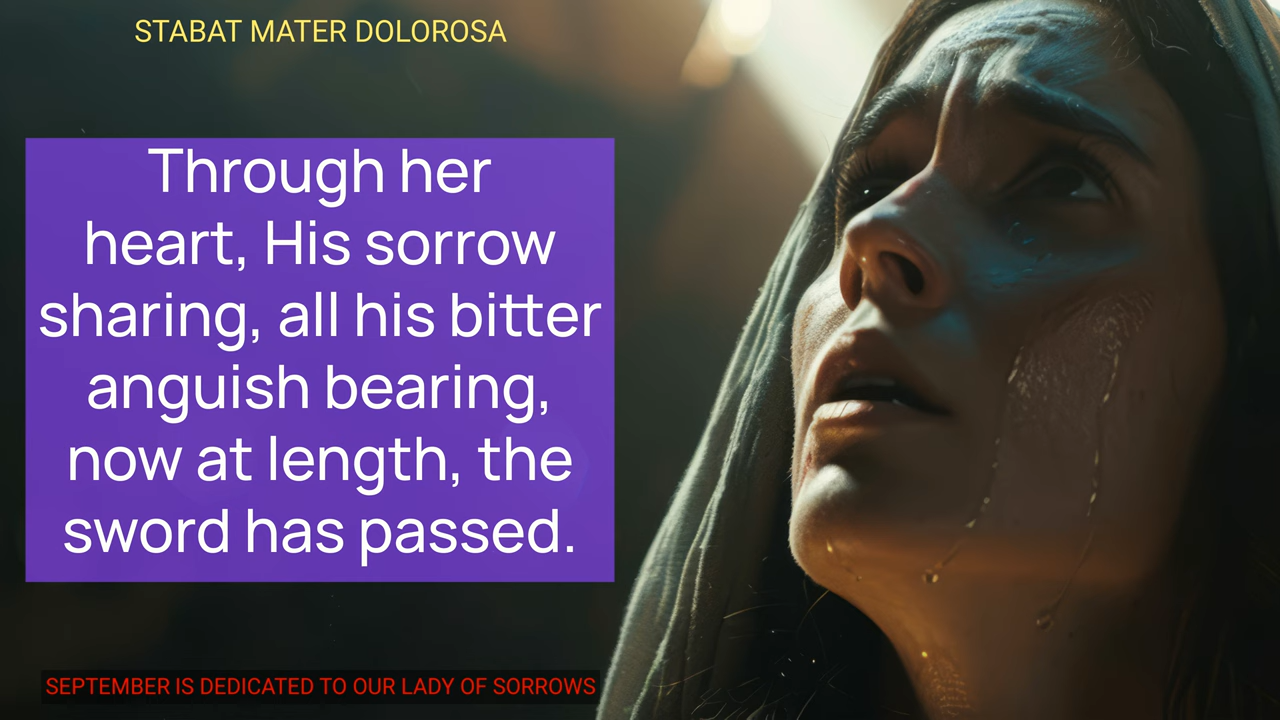 STABAT MATER DOLOROSA
Through her
heart, His sorrow
sharing, all his bitter
anguish bearing,
now at length, the
sword has passed.
SEPTEMBER IS DEDICATED TO OUR LADY OF SORROWS